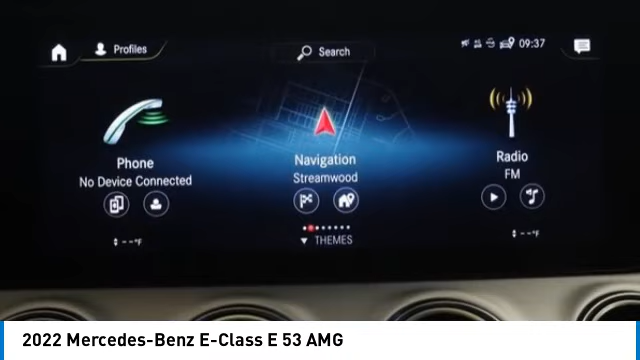 Profiles
Search
09:37
Phone
No Device Connected
Navigation
Streamwood
Radio
FM
THEMES
--°F
--°F
2022 Mercedes-Benz E-Class E 53 AMG